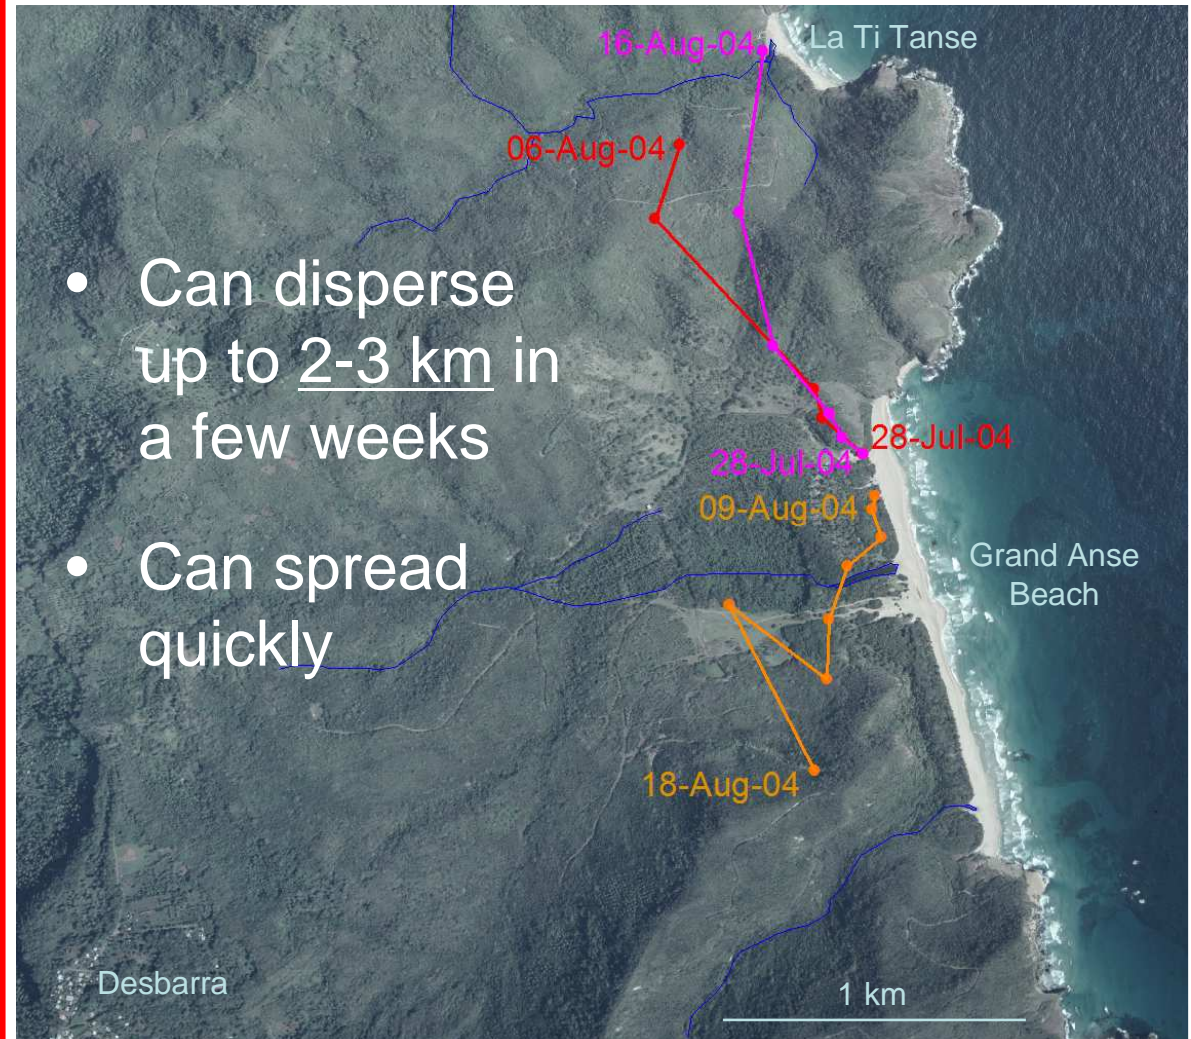 La Ti Tanse
16-Aug-04
06-Aug-04
• Can disperse
up to 2-3 km in
a few weeks
28-Jul-04
28-Jul-04
09-Aug-04
• Can spread
quickly
Grand Anse
Beach
18-Aug-04
Desbarra
1 km